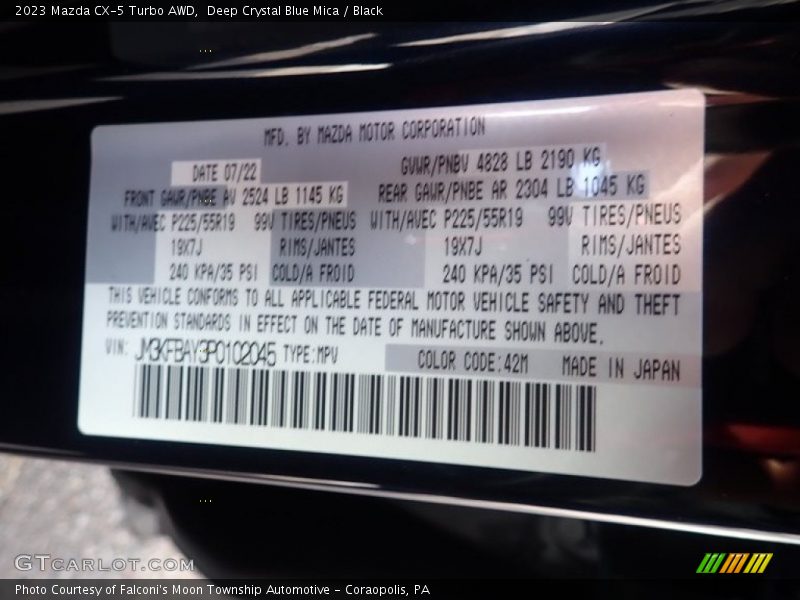 2023 Mazda CX-5 Turbo AWD, Deep Crystal Blue Mica / Black
MFD. BY MAZDA MOTOR CORPORATION
DATE 07/22 GVWR/PNBV 4828 LB 2190 KG
FRONT GAWR/PNBE AV 2524 LB 1145 KG REAR GAWR/PNBE AR 2304 LB 1045 KG
WITH/AVEC P225/55R19 99V TIRES/PNEUS WITH/AVEC P225/55R19 99V TIRES/PNEUS
19X7J RIMS/JANTES 19X7J RIMS/JANTES
240 KPA/35 PSI COLD/A FROID 240 KPA/35 PSI COLD/A FROID
THIS VEHICLE CONFORMS TO ALL APPLICABLE FEDERAL MOTOR VEHICLE SAFETY AND THEFT
PREVENTION STANDARDS IN EFFECT ON THE DATE OF MANUFACTURE SHOWN ABOVE.
VIN: JM3KFBAY3P0102045 TYPE:MPV COLOR CODE:42M MADE IN JAPAN
GTCARLOT.COM
Photo Courtesy of Falconi's Moon Township Automotive - Coraopolis, PA